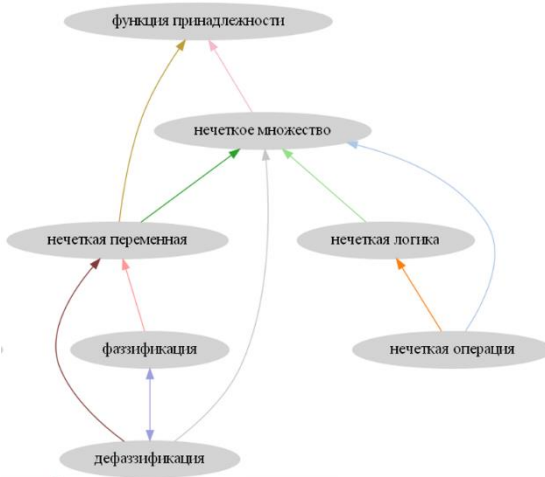 функция принадлежности
нечеткое множество
нечеткая переменная
нечеткая логика
фаззификация
нечеткая операция
дефаззификация